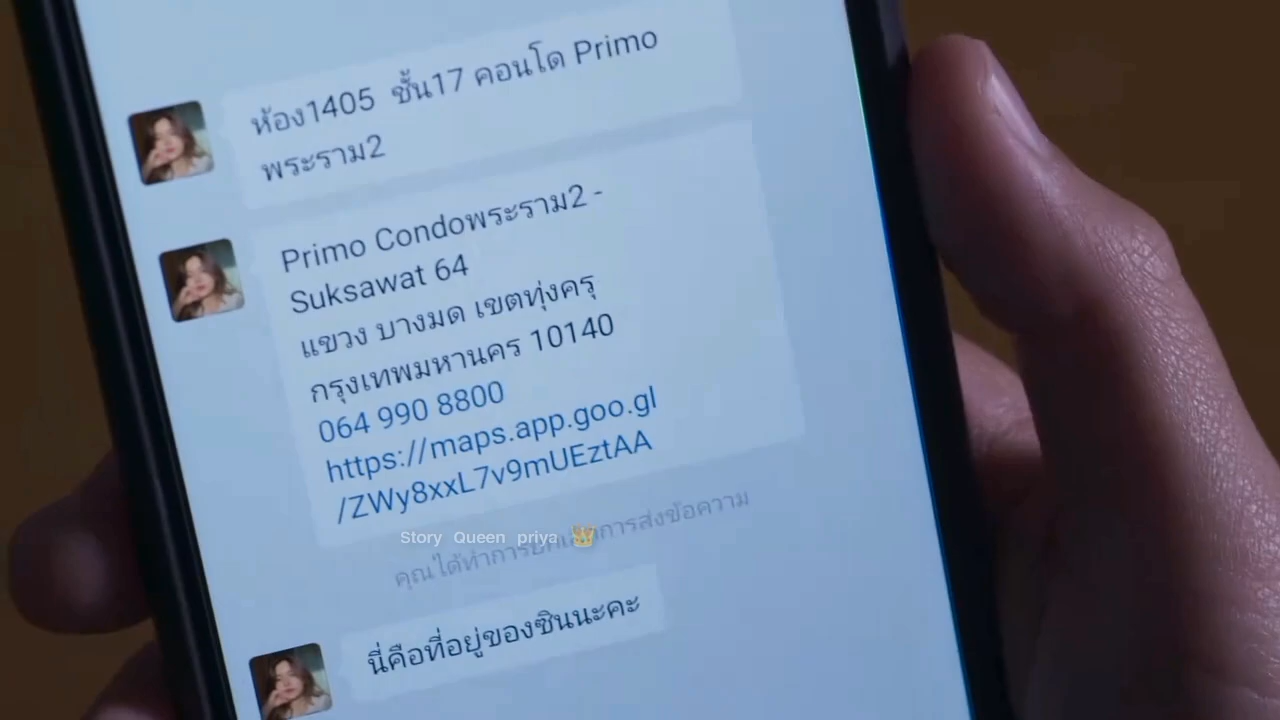 ห้อง1405 ชั้น17 คอนโด Primo
พระราม2
Primo Condoพระราม2 -
Suksawat 64
แขวง บางมด เขตทุ่งครุ
กรุงเทพมหานคร 10140
064 990 8800
https://maps.app.goo.gl
/ZWy8xxL7v9mUEztAA
คุณได้ทำการยกเลิกการส่งข้อความ
Story Queen priya 👑
นี่คือที่อยู่ของซินนะคะ